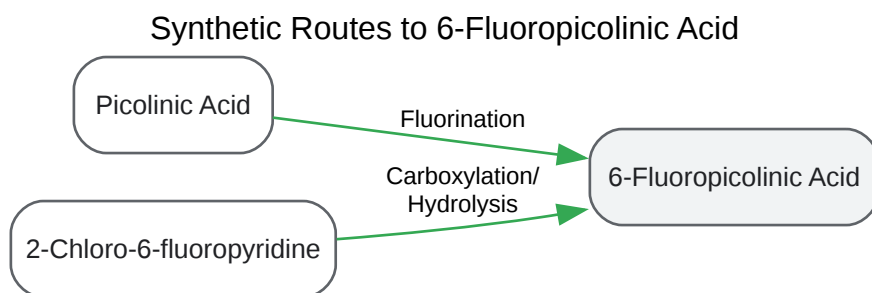 Synthetic Routes to 6-Fluoropicolinic Acid
Picolinic Acid
Fluorination
6-Fluoropicolinic Acid
Carboxylation/
Hydrolysis
2-Chloro-6-fluoropyridine